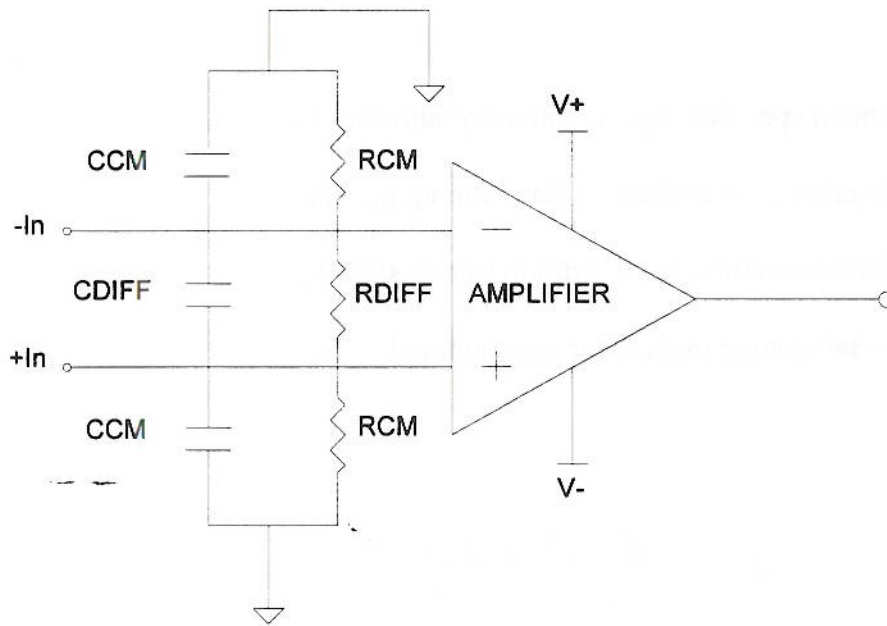 V+
CCM
RCM
-In
CDIFF
RDIFF
AMPLIFIER
+In
CCM
RCM
V-